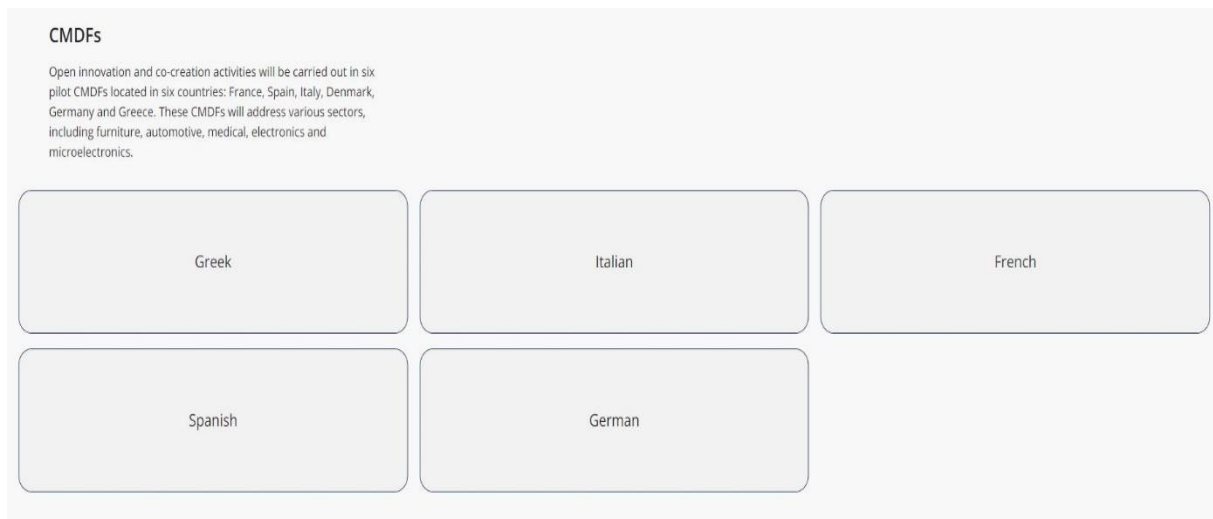 CMDFs
Open innovation and co-creation activities will be carried out in six
pilot CMDFs located in six countries: France, Spain, Italy, Denmark,
Germany and Greece. These CMDFs will address various sectors,
including furniture, automotive, medical, electronics and
microelectronics.
Greek
Italian
French
Spanish
German